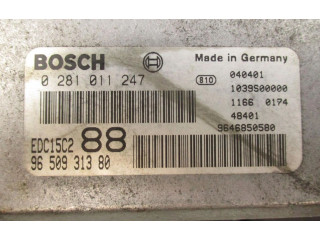 BOSCH
Made in Germany
0 281 011 247
810
040401
1039S00000
1166 0174
48401
9646850580
EDC15C2 88
96 509 313 80